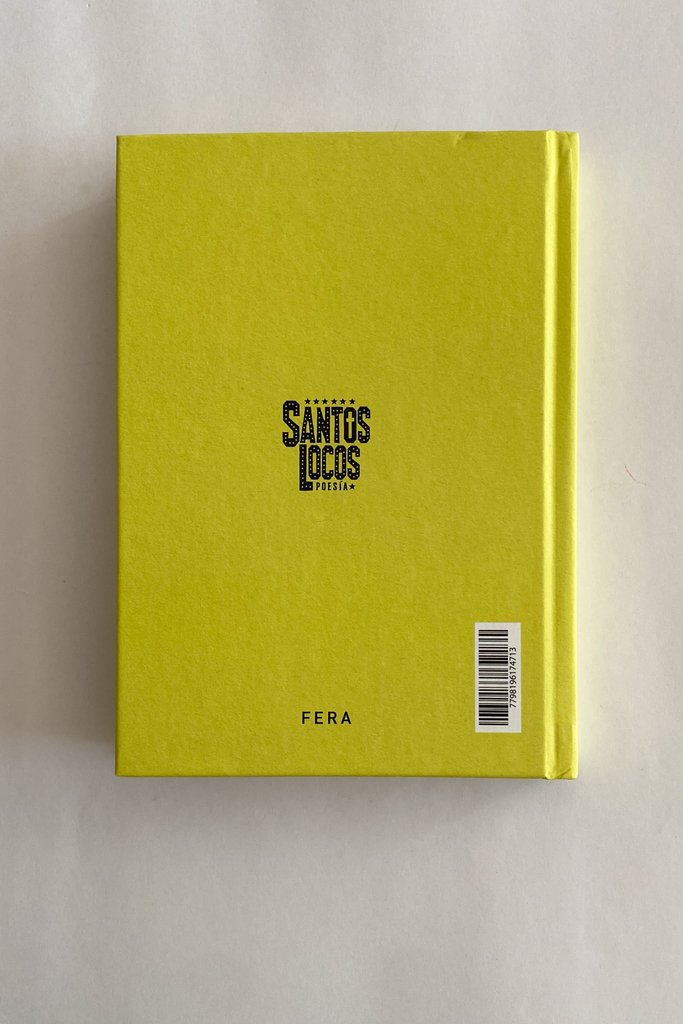 SANTOS
LOCOS
POESÍA
FERA
7798196174713